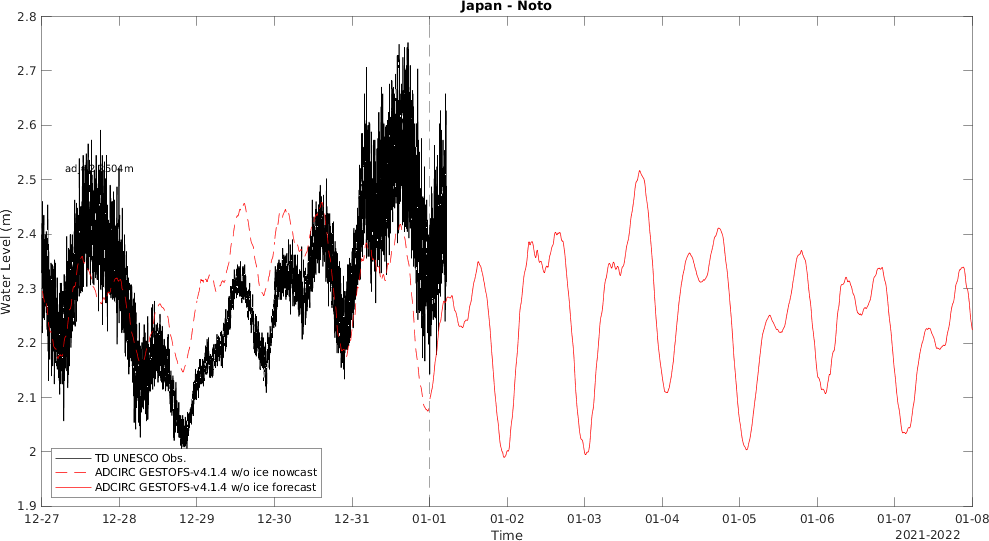 Japan - Noto
2.8
2.7
2.6
2.5
2.4
2.3
2.2
2.1
2
1.9
Water Level (m)
TD UNESCO Obs.
ADCIRC GESTOFS-v4.1.4 w/o ice nowcast
ADCIRC GESTOFS-v4.1.4 w/o ice forecast
12-27 12-28 12-29 12-30 12-31 01-01 01-02 01-03 01-04 01-05 01-06 01-07 01-08
Time
2021-2022